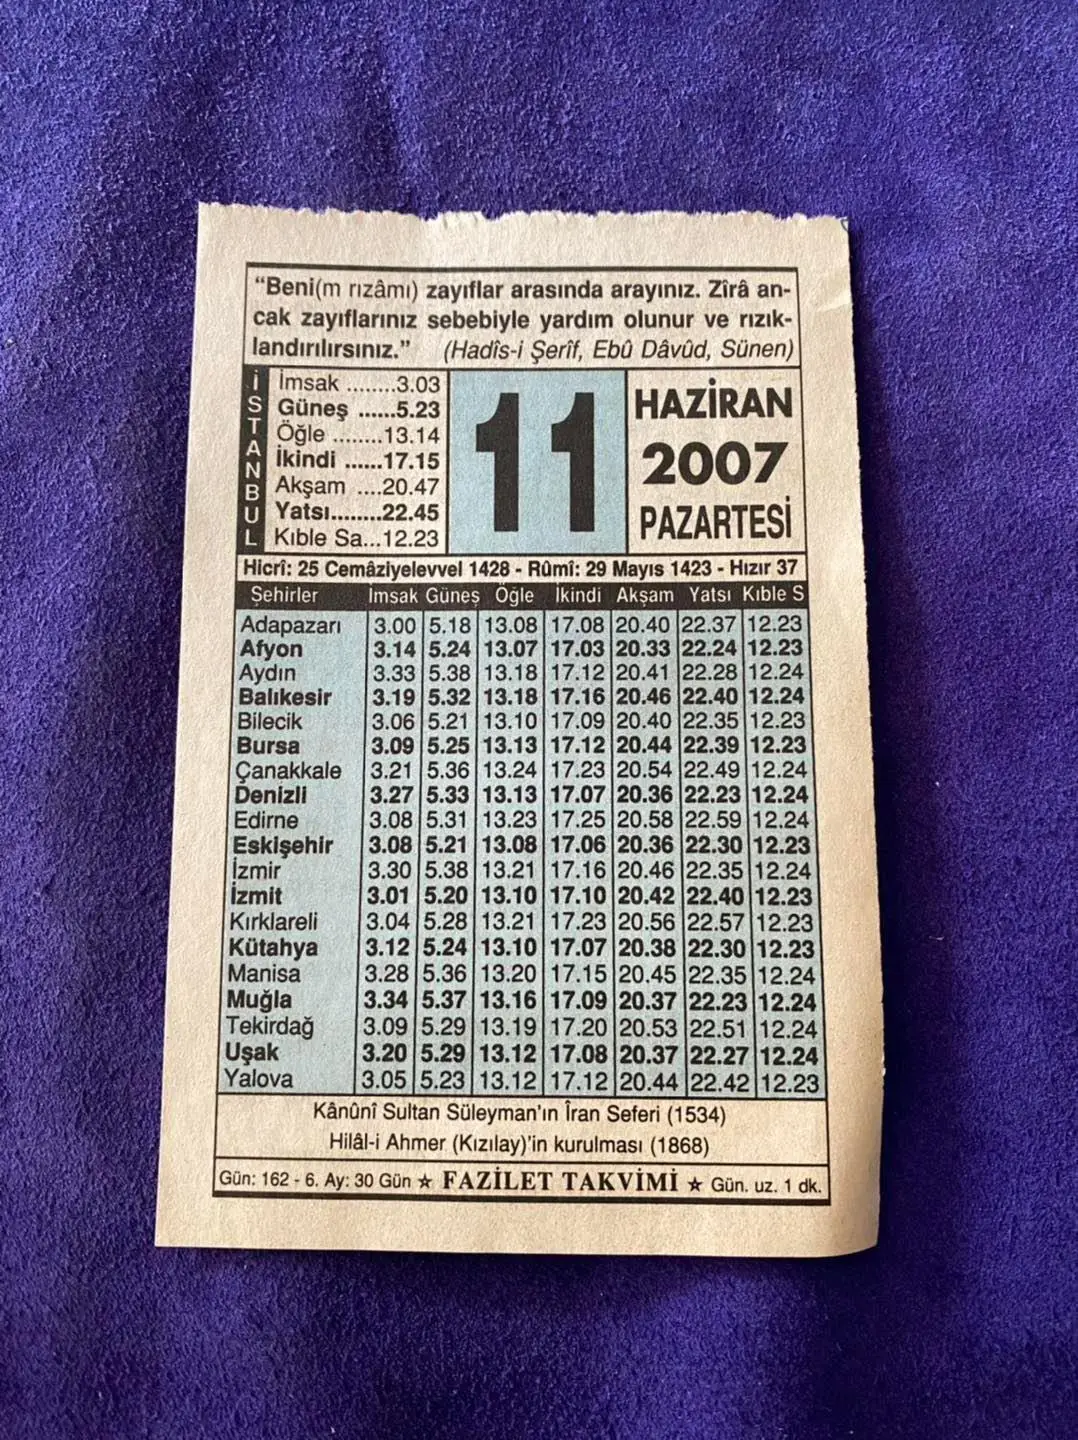 “Beni(m rızâmı) zayıflar arasında arayınız. Zîrâ an-
cak zayıflarınız sebebiyle yardım olunur ve rızık-
landırılırsınız.” (Hadîs-i Şerîf, Ebû Dâvûd, Sünen)
İSTANBUL
İmsak ........3.03
Güneş ......5.23
Öğle ........13.14
İkindi ......17.15
Akşam ....20.47
Yatsı........22.45
Kıble Sa...12.23
11
HAZİRAN
2007
PAZARTESİ
Hicrî: 25 Cemâziyelevvel 1428 - Rûmî: 29 Mayıs 1423 - Hızır 37
Şehirler İmsak Güneş Öğle İkindi Akşam Yatsı Kıble S
Adapazarı 3.00 5.18 13.08 17.08 20.40 22.37 12.23
Afyon 3.14 5.24 13.07 17.03 20.33 22.24 12.23
Aydın 3.33 5.38 13.18 17.12 20.41 22.28 12.24
Balıkesir 3.19 5.32 13.18 17.16 20.46 22.40 12.24
Bilecik 3.06 5.21 13.10 17.09 20.40 22.35 12.23
Bursa 3.09 5.25 13.13 17.12 20.44 22.39 12.23
Çanakkale 3.21 5.36 13.24 17.23 20.54 22.49 12.24
Denizli 3.27 5.33 13.13 17.07 20.36 22.23 12.24
Edirne 3.08 5.31 13.23 17.25 20.58 22.59 12.24
Eskişehir 3.08 5.21 13.08 17.06 20.36 22.30 12.23
İzmir 3.30 5.38 13.21 17.16 20.46 22.35 12.24
İzmit 3.01 5.20 13.10 17.10 20.42 22.40 12.23
Kırklareli 3.04 5.28 13.21 17.23 20.56 22.57 12.23
Kütahya 3.12 5.24 13.10 17.07 20.38 22.30 12.23
Manisa 3.28 5.36 13.20 17.15 20.45 22.35 12.24
Muğla 3.34 5.37 13.16 17.09 20.37 22.23 12.24
Tekirdağ 3.09 5.29 13.19 17.20 20.53 22.51 12.24
Uşak 3.20 5.29 13.12 17.08 20.37 22.27 12.24
Yalova 3.05 5.23 13.12 17.12 20.44 22.42 12.23
Kânûnî Sultan Süleyman'ın İran Seferi (1534)
Hilâl-i Ahmer (Kızılay)'in kurulması (1868)
Gün: 162 - 6. Ay: 30 Gün ★ FAZİLET TAKVİMİ ★ Gün. uz. 1 dk.